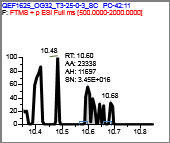 QEF1625_OG32_T3-25-0-3_SC PC-42:11
F: FTMS + p ESI Full ms [500.0000-2000.0000]
100
80
60
40
20
0
10.48
RT: 10.60
AA: 23338
AH: 11697
SN: 3.45E+016
10.68
10.4 10.5 10.6 10.7 10.8